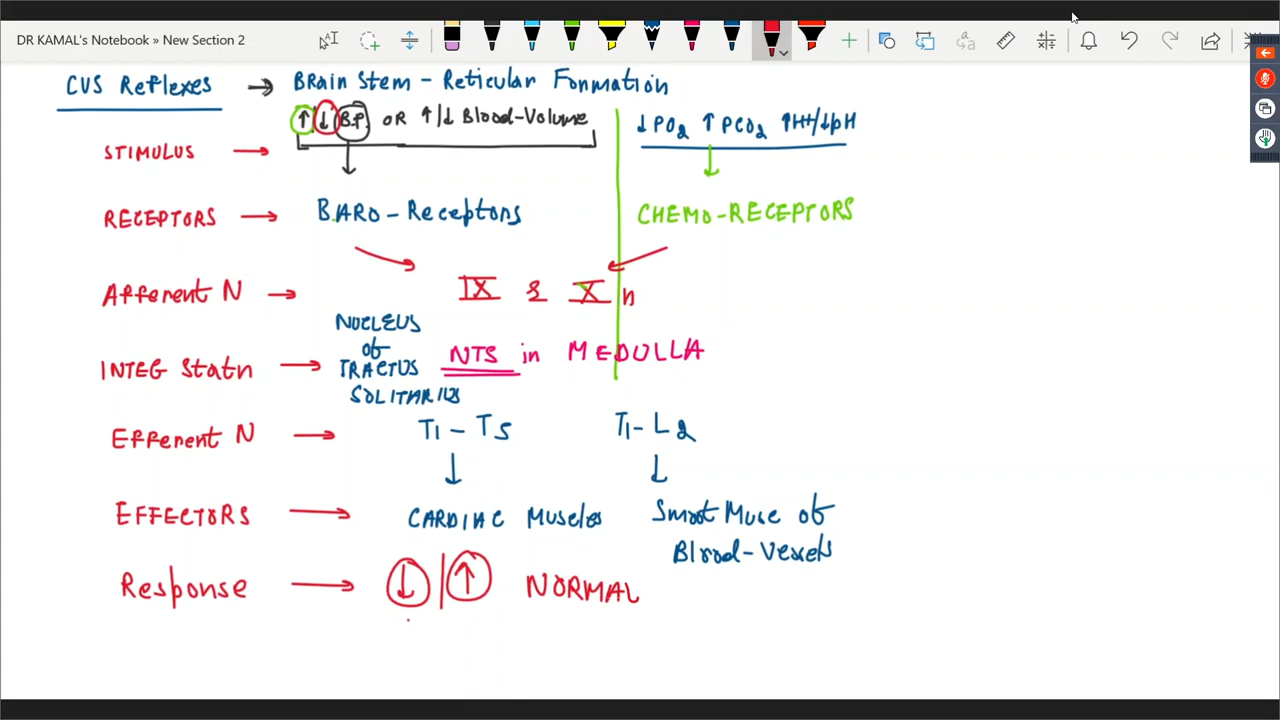 DR KAMAL's Notebook » New Section 2
CVS Reflexes → BRain Stem - Reticular Formation
↑ ↓ B.P. OR ↑/↓ Blood-Volume
↓ PO2 ↑ PCO2 ↑H+/↓pH
STIMULUS →
RECEPTORS → BARO-Receptors
CHEMO-RECEPTORS
Afferent N → IX & X n
INTEG Statn → NUCLEUS
of
TRACTUS
SOLITARIUS
NTS in MEDULLA
Efferent N → T1 - T5 T1- L2
EFFECTORS → CARDIAC Muscles
Smoot Musc of
Blood-Vessels
Response → ↓ | ↑ NORMAL